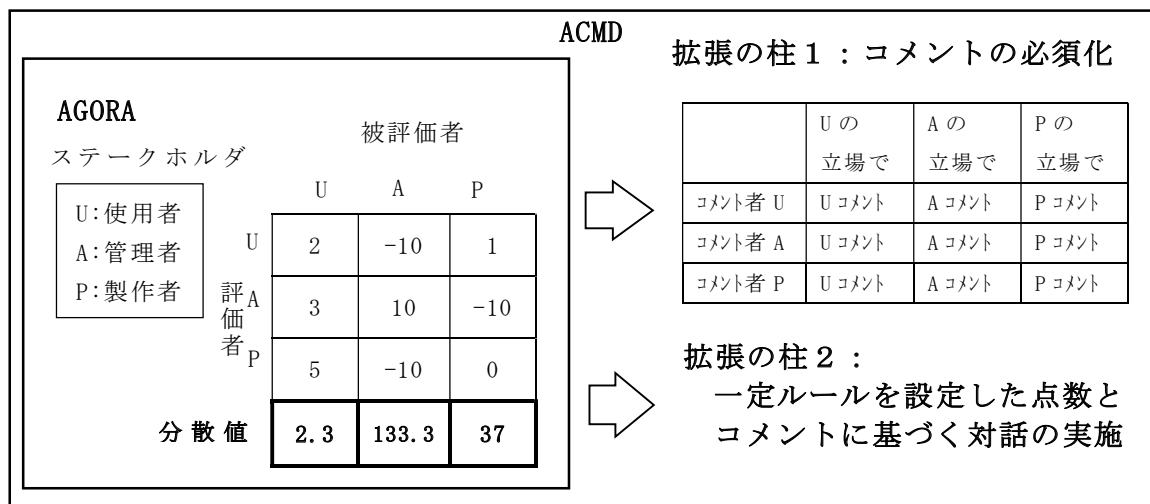 ACMD
AGORA
ステークホルダ
U:使用者
A:管理者
P:製作者
被評価者
U A P
評価者
U 2 -10 1
A 3 10 -10
P 5 -10 0
分散値 2.3 133.3 37
拡張の柱1:コメントの必須化
Uの立場で Aの立場で Pの立場で
コメント者U Uコメント Aコメント Pコメント
コメント者A Uコメント Aコメント Pコメント
コメント者P Uコメント Aコメント Pコメント
拡張の柱2:
一定ルールを設定した点数と
コメントに基づく対話の実施